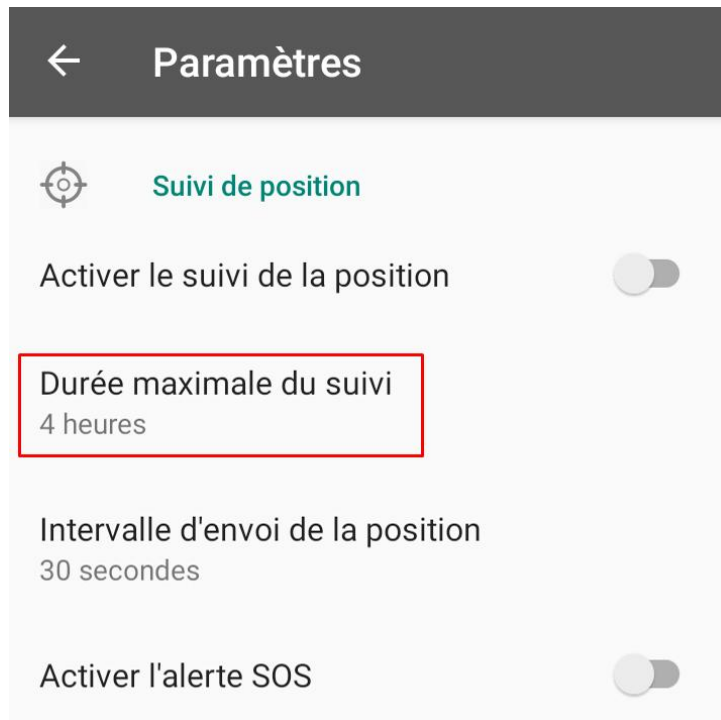 Paramètres
Suivi de position
Activer le suivi de la position
Durée maximale du suivi
4 heures
Intervalle d'envoi de la position
30 secondes
Activer l'alerte SOS